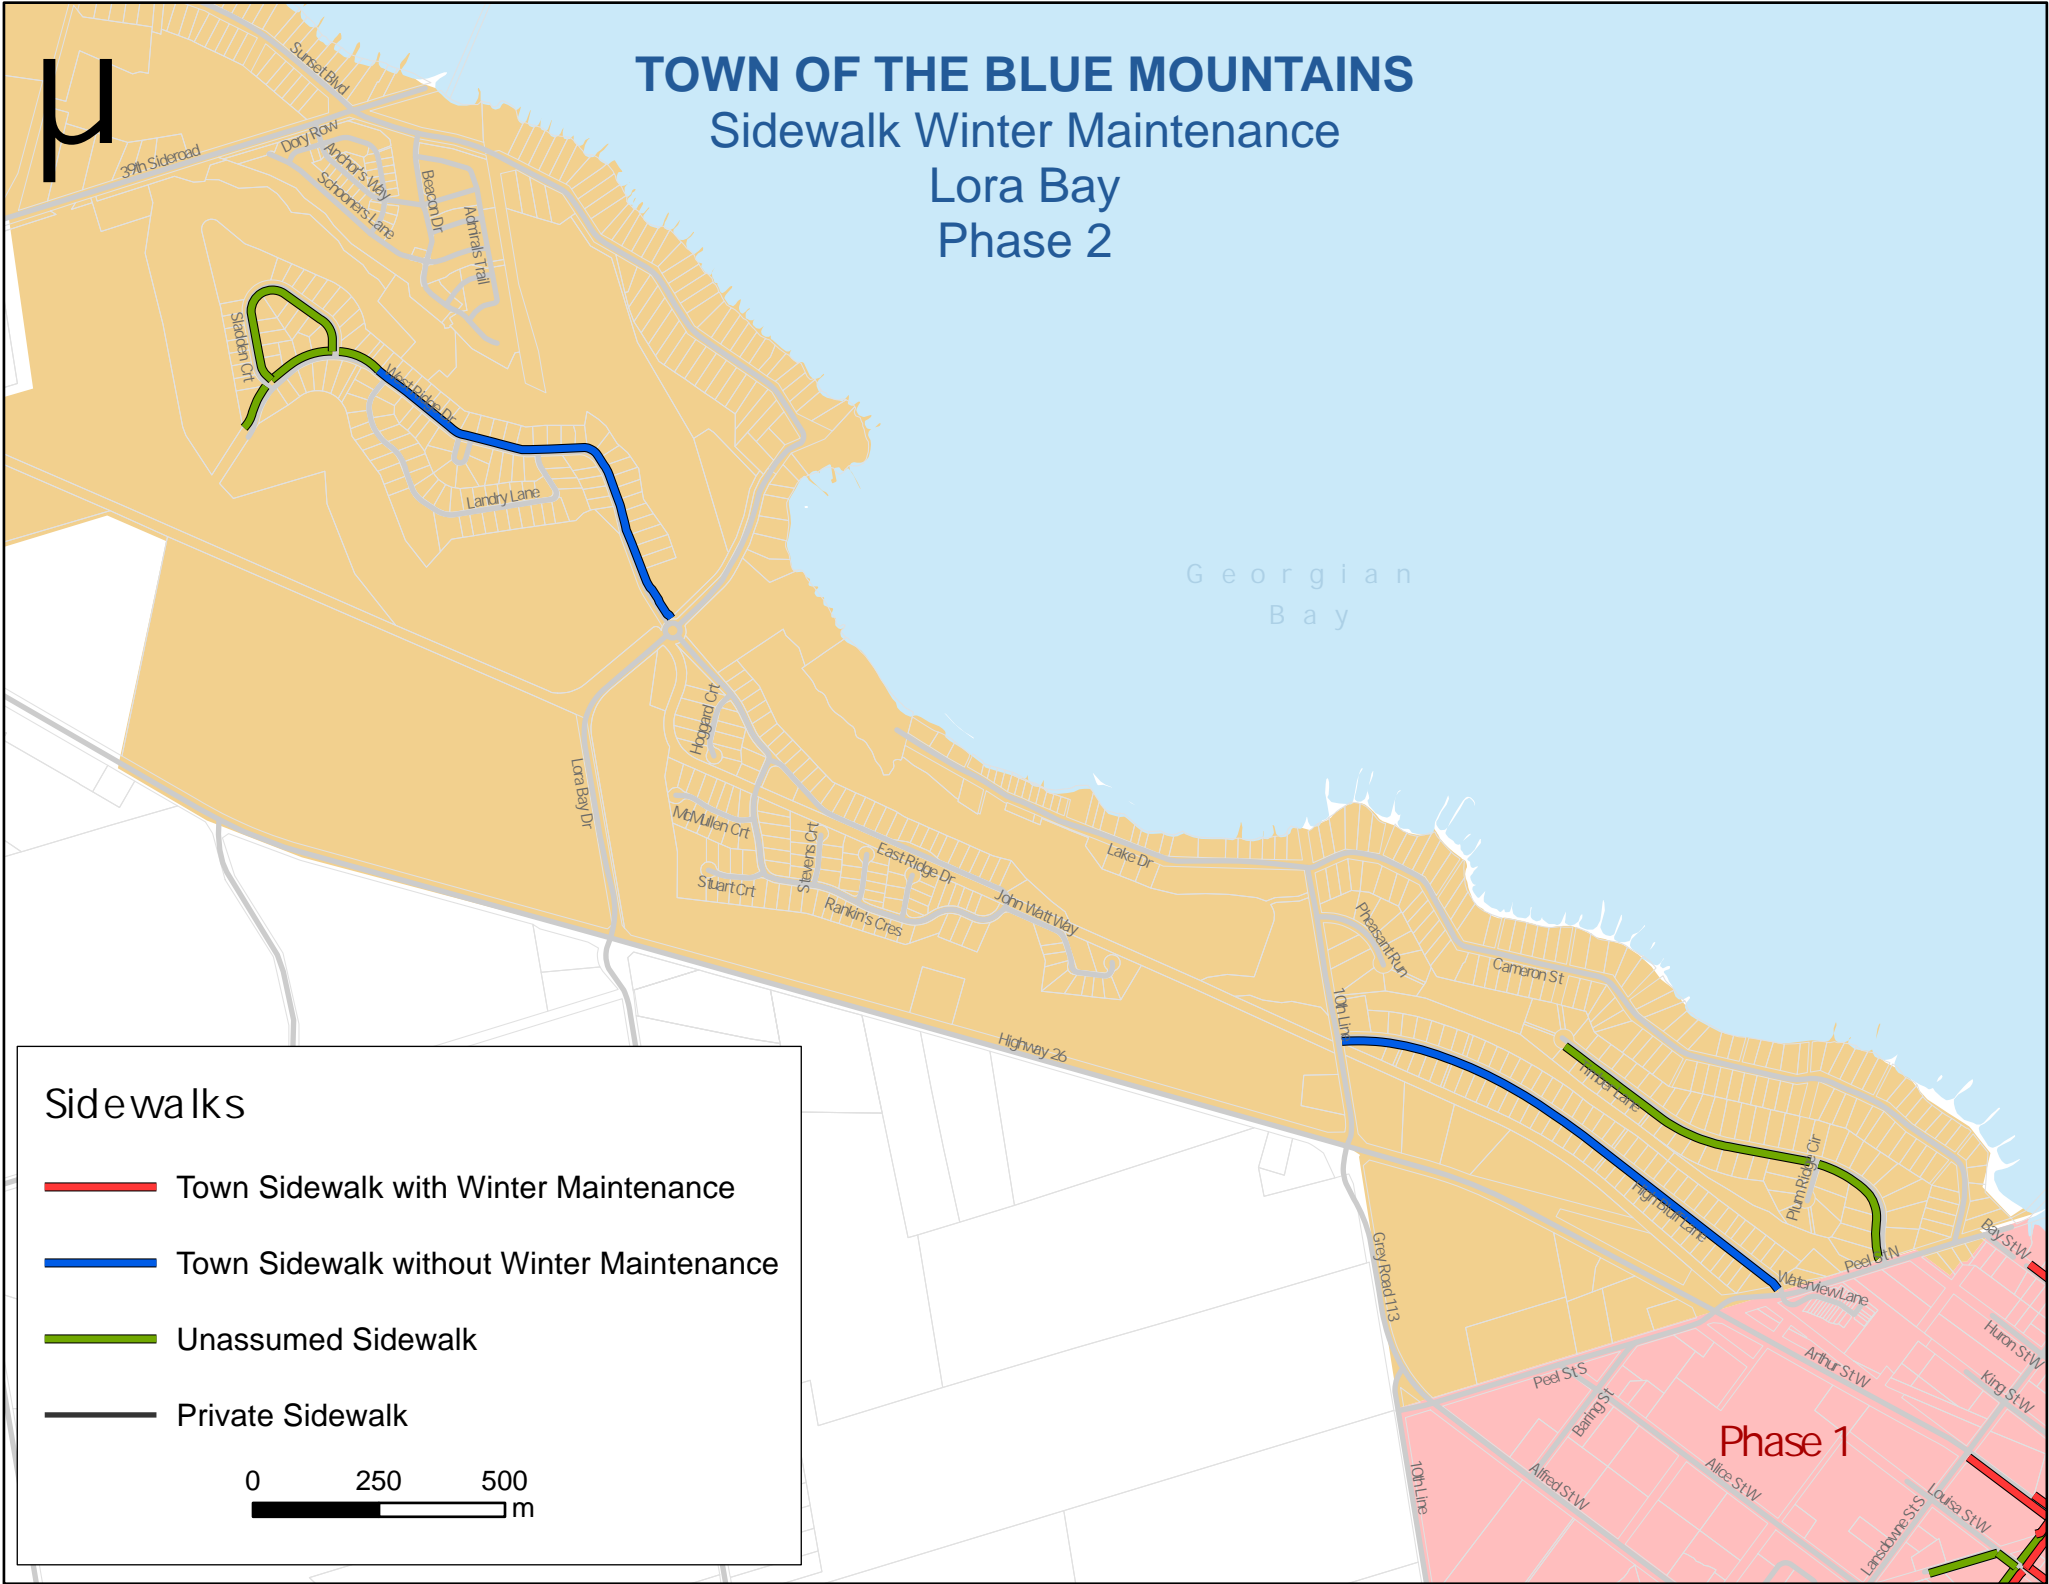 µ
TOWN OF THE BLUE MOUNTAINS
Sidewalk Winter Maintenance
Lora Bay
Phase 2
Sunset Blvd
39th Sideroad
Dory Row
Anchor's Way
Schooners Lane
Beacon Dr
Admirals Trail
Sladden Crt
West Ridge Dr
Landry Lane
Georgian
Bay
Hoggard Crt
Lora Bay Dr
McMullen Crt
Stevens Crt
Stuart Crt
East Ridge Dr
Rankin's Cres
John Watt Way
Lake Dr
Pheasant Run
Cameron St
10th Line
Highway 26
Timber Lane
Plum Ridge Cir
High Bluff Lane
Peel St N
Bay St W
Waterview Lane
Grey Road 113
Huron St W
King St W
Arthur St W
Peel St S
Baring St
Phase 1
Alfred St W
Alice St W
Louisa St W
Lansdowne St S
10th Line
Sidewalks
Town Sidewalk with Winter Maintenance
Town Sidewalk without Winter Maintenance
Unassumed Sidewalk
Private Sidewalk
0 250 500
m